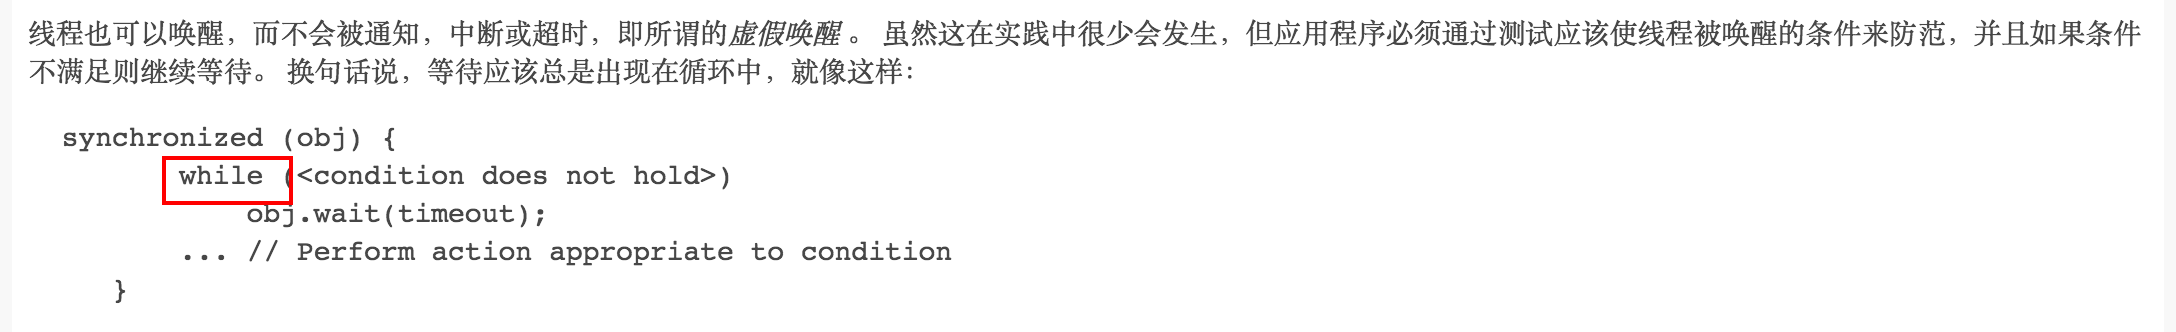 线程也可以唤醒，而不会被通知，中断或超时，即所谓的虚假唤醒 。 虽然这在实践中很少会发生，但应用程序必须通过测试应该使线程被唤醒的条件来防范，并且如果条件
不满足则继续等待。 换句话说，等待应该总是出现在循环中，就像这样：
synchronized (obj) {
while (<condition does not hold>)
obj.wait(timeout);
... // Perform action appropriate to condition
}